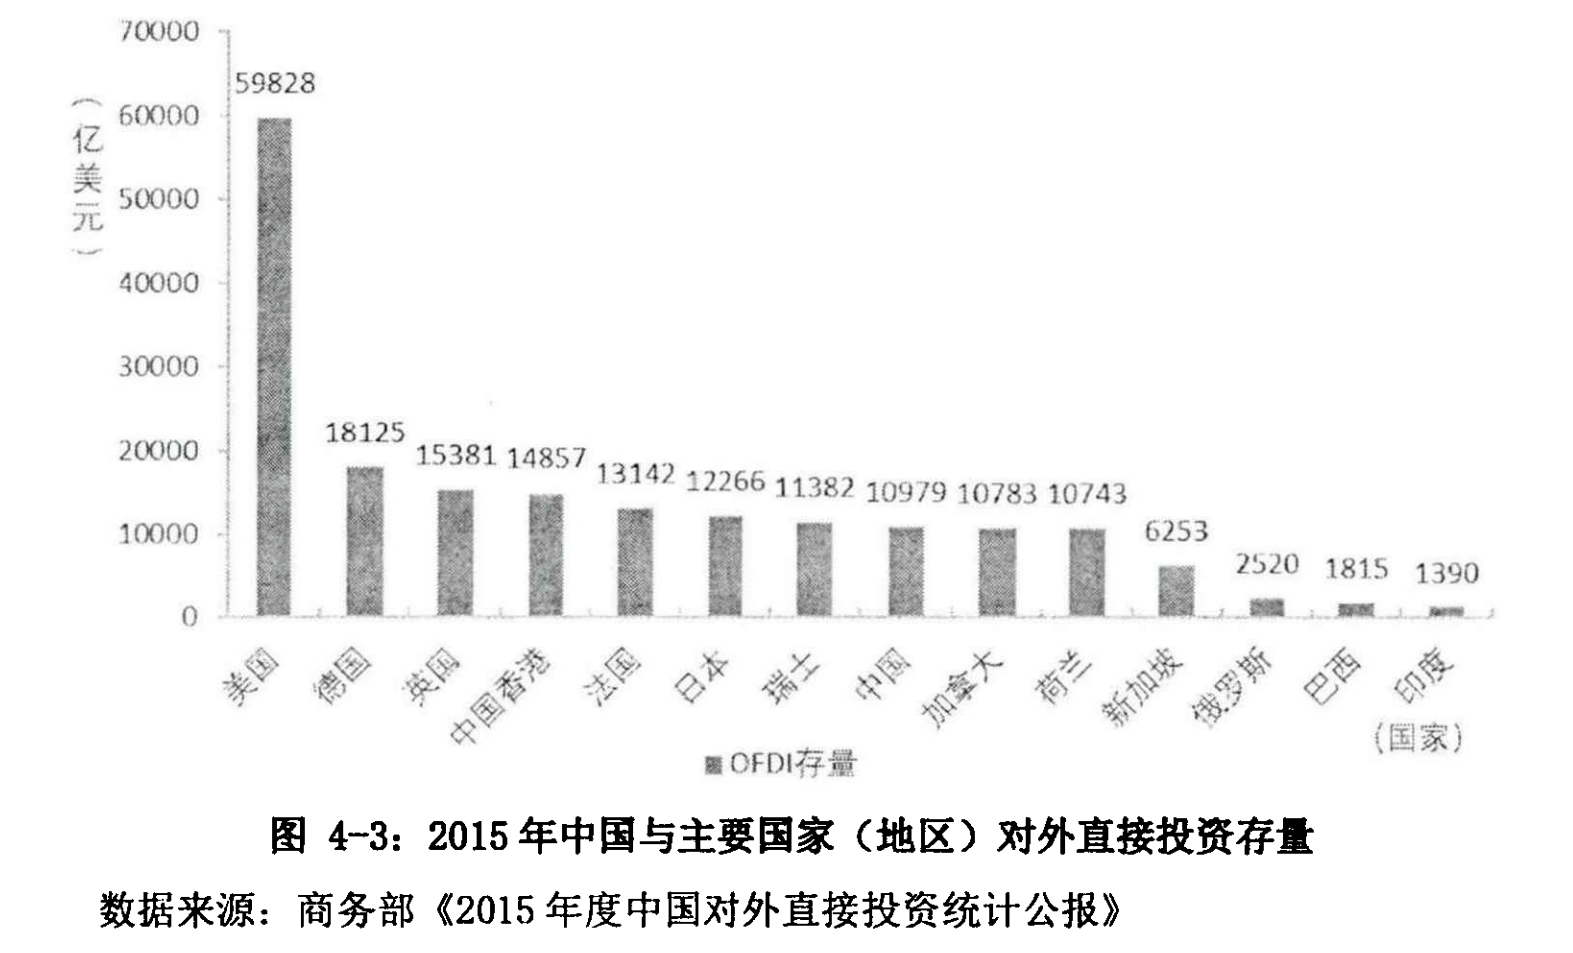 (亿美元)
70000
60000
50000
40000
30000
20000
10000
0
59828
18125
15381
14857
13142
12266
11382
10979
10783
10743
6253
2520
1815
1390
美国
德国
英国
中国香港
法国
日本
瑞士
中国
加拿大
荷兰
新加坡
俄罗斯
巴西
印度
(国家)
OFDI存量
图 4-3：2015年中国与主要国家（地区）对外直接投资存量
数据来源：商务部《2015年度中国对外直接投资统计公报》